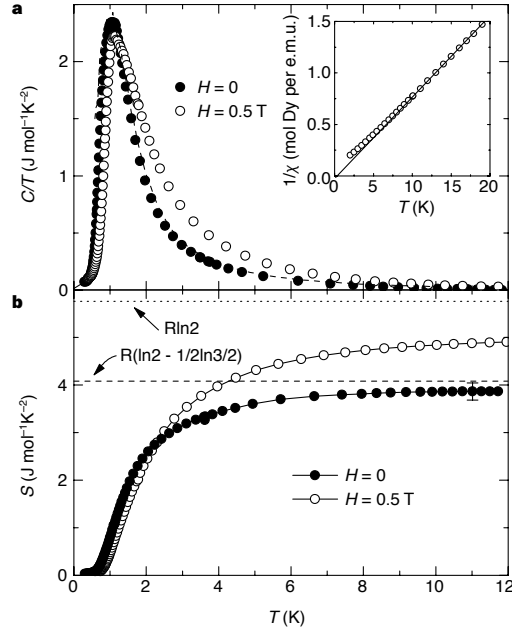 a
C/T (J mol⁻¹K⁻²)
2
1
0
H = 0
H = 0.5 T
1/χ (mol Dy per e.m.u.)
1.5
1.0
0.5
0.0
0 5 10 15 20
T (K)
b
Rln2
R(ln2 - 1/2ln3/2)
S (J mol⁻¹K⁻²)
4
2
0
H = 0
H = 0.5 T
0 2 4 6 8 10 12
T (K)